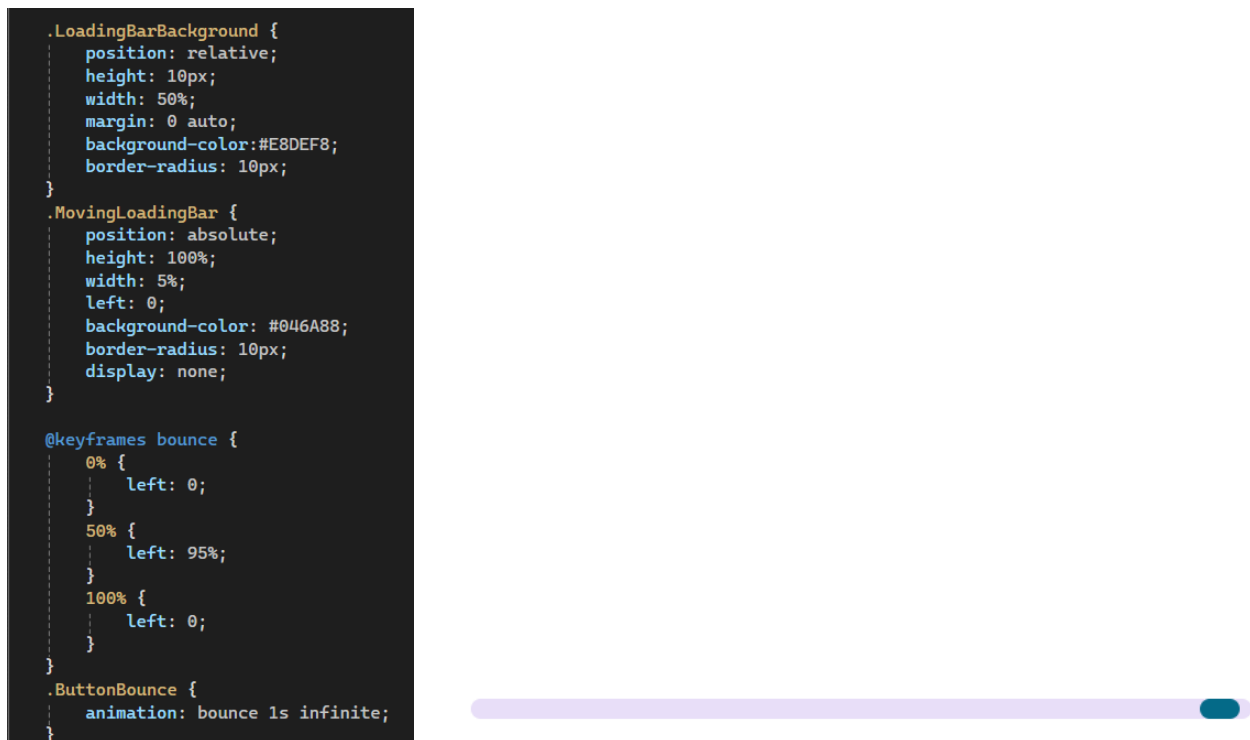 .LoadingBarBackground {
position: relative;
height: 10px;
width: 50%;
margin: 0 auto;
background-color:#E8DEF8;
border-radius: 10px;
}
.MovingLoadingBar {
position: absolute;
height: 100%;
width: 5%;
left: 0;
background-color: #046A88;
border-radius: 10px;
display: none;
}
@keyframes bounce {
0% {
left: 0;
}
50% {
left: 95%;
}
100% {
left: 0;
}
}
.ButtonBounce {
animation: bounce 1s infinite;
}